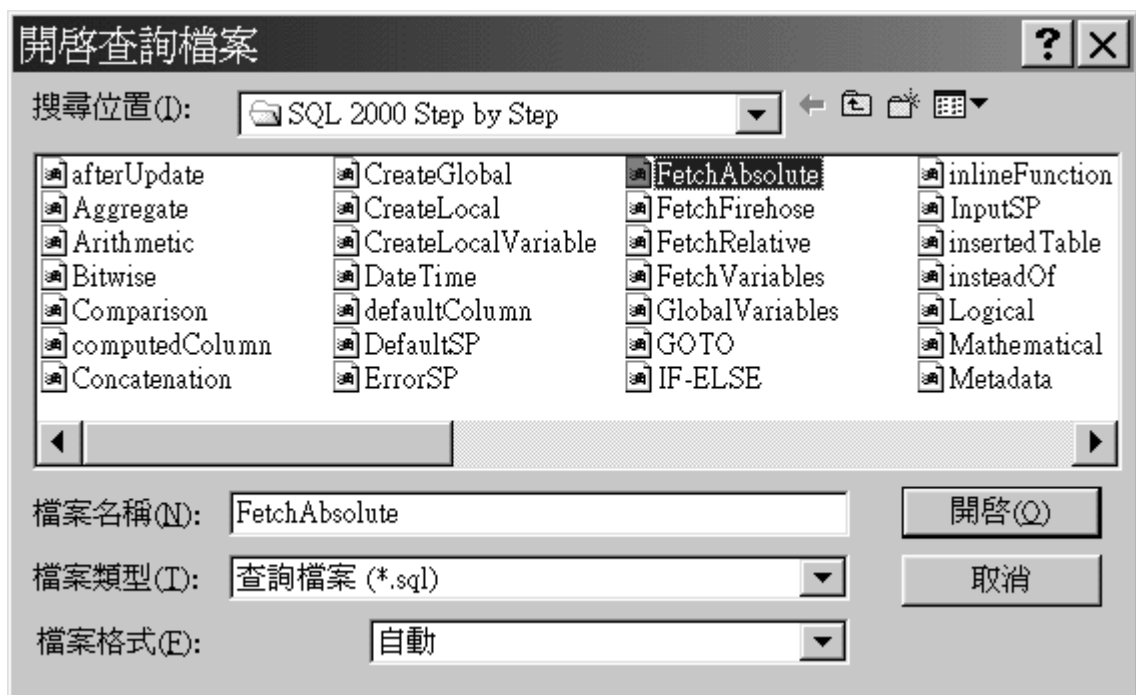 開啓查詢檔案
搜尋位置(I): SQL 2000 Step by Step
afterUpdate CreateGlobal FetchAbsolute inlineFunction
Aggregate CreateLocal FetchFirehose InputSP
Arithmetic CreateLocalVariable FetchRelative insertedTable
Bitwise DateTime FetchVariables insteadOf
Comparison defaultColumn GlobalVariables Logical
computedColumn DefaultSP GOTO Mathematical
Concatenation ErrorSP IF-ELSE Metadata
檔案名稱(N): FetchAbsolute 開啓(O)
檔案類型(T): 查詢檔案 (*.sql) 取消
檔案格式(F): 自動